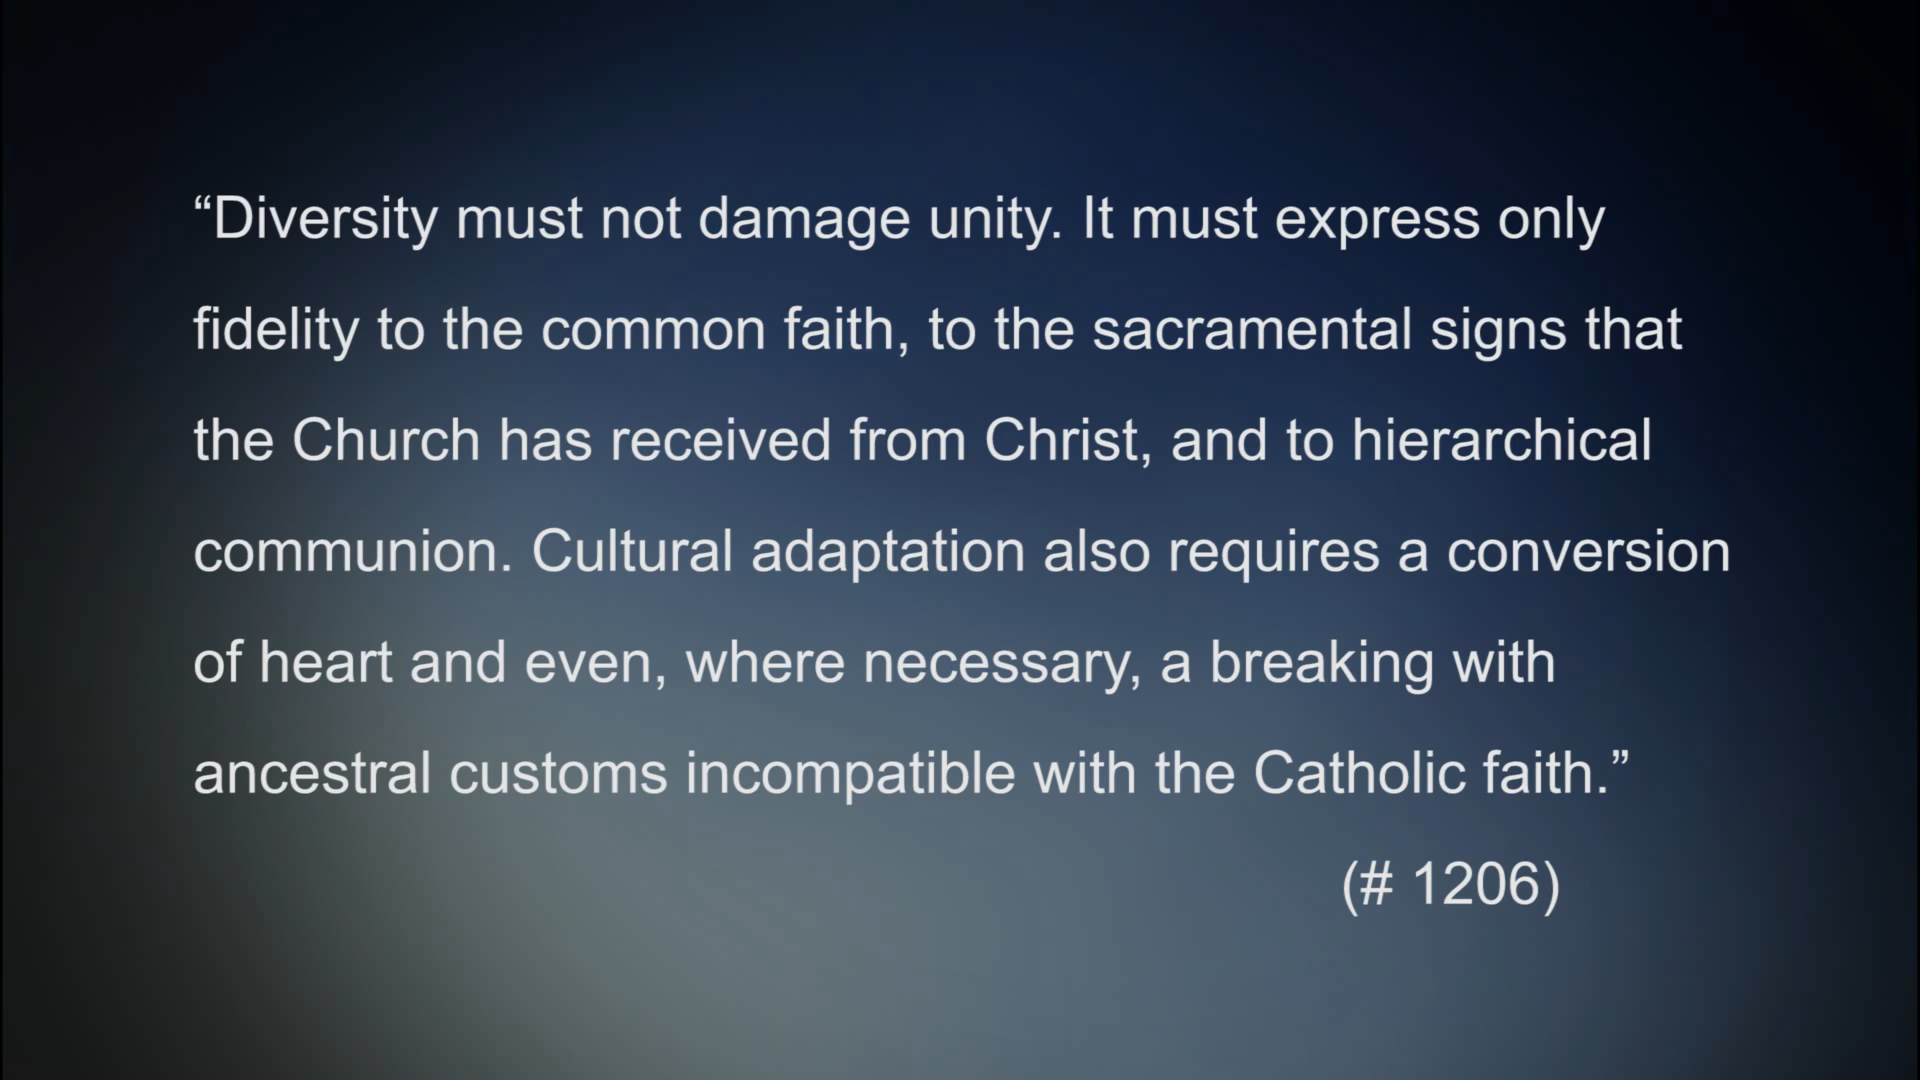 “Diversity must not damage unity. It must express only
fidelity to the common faith, to the sacramental signs that
the Church has received from Christ, and to hierarchical
communion. Cultural adaptation also requires a conversion
of heart and even, where necessary, a breaking with
ancestral customs incompatible with the Catholic faith.”
(# 1206)